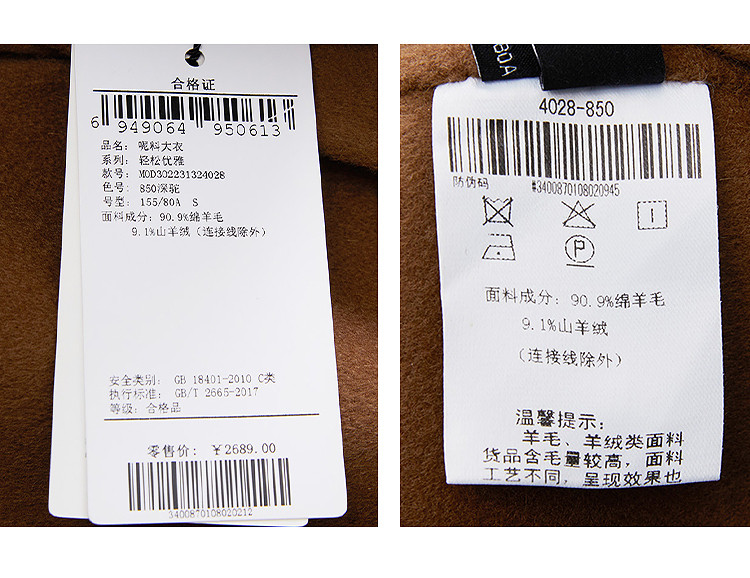 合格证
6 949064 950613
品名: 呢料大衣
系列: 轻松优雅
款号: MOD302231324028
色号: 850深驼
号型: 155/80A S
面料成分: 90.9%绵羊毛
9.1%山羊绒（连接线除外）
安全类别: GB 18401-2010 C类
执行标准: GB/T 2665-2017
等级: 合格品
零售价: ¥2689.00
3400870108020212
80A
4028-850
防伪码 #3400870108020945
P
面料成分: 90.9%绵羊毛
9.1%山羊绒
（连接线除外）
温馨提示:
羊毛、羊绒类面料
货品含毛量较高, 面料
工艺不同, 呈现效果也